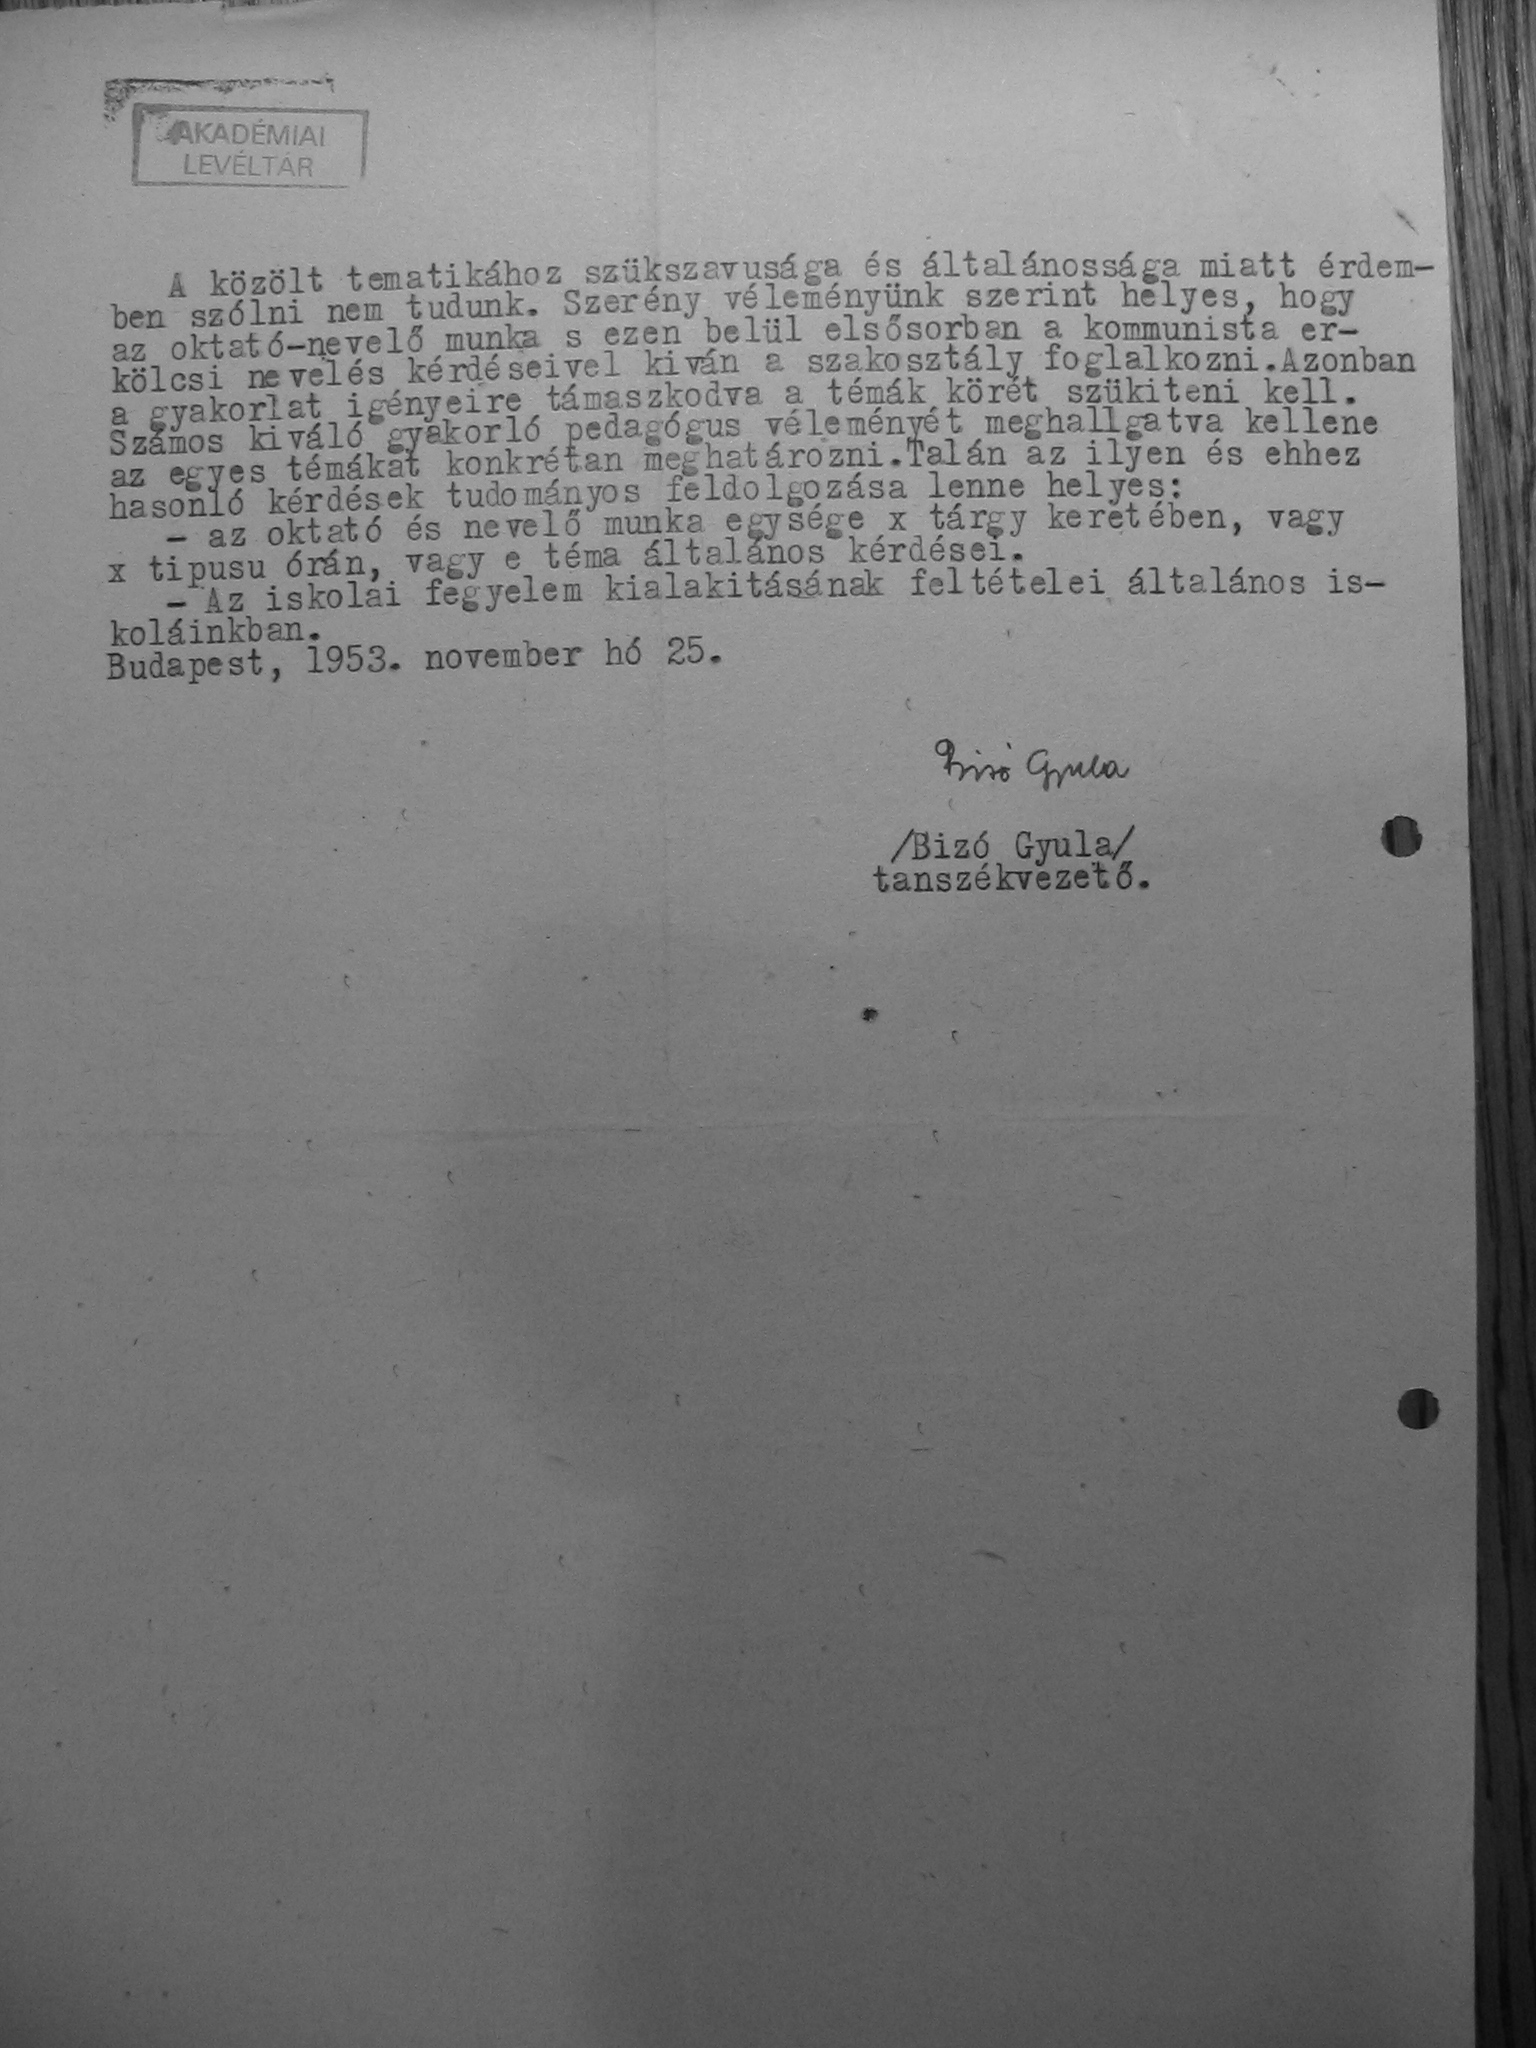 AKADÉMIAI
LEVÉLTÁR
A közölt tematikához szükszavusága és általánossága miatt érdem-
ben szólni nem tudunk. Szerény véleményünk szerint helyes, hogy
az oktató-nevelő munka s ezen belül elsősorban a kommunista er-
kölcsi nevelés kérdéseivel kiván a szakosztály foglalkozni.Azonban
a gyakorlat igényeire támaszkodva a témák körét szükiteni kell.
Számos kiváló gyakorló pedagógus véleményét meghallgatva kellene
az egyes témákat konkrétan meghatározni.Talán az ilyen és ehhez
hasonló kérdések tudományos feldolgozása lenne helyes:
- az oktató és nevelő munka egysége x tárgy keretében, vagy
x tipusu órán, vagy e téma általános kérdései.
- Az iskolai fegyelem kialakitásának feltételei általános is-
koláinkban.
Budapest, 1953. november hó 25.
Bizó Gyula
/Bizó Gyula/
tanszékvezető.